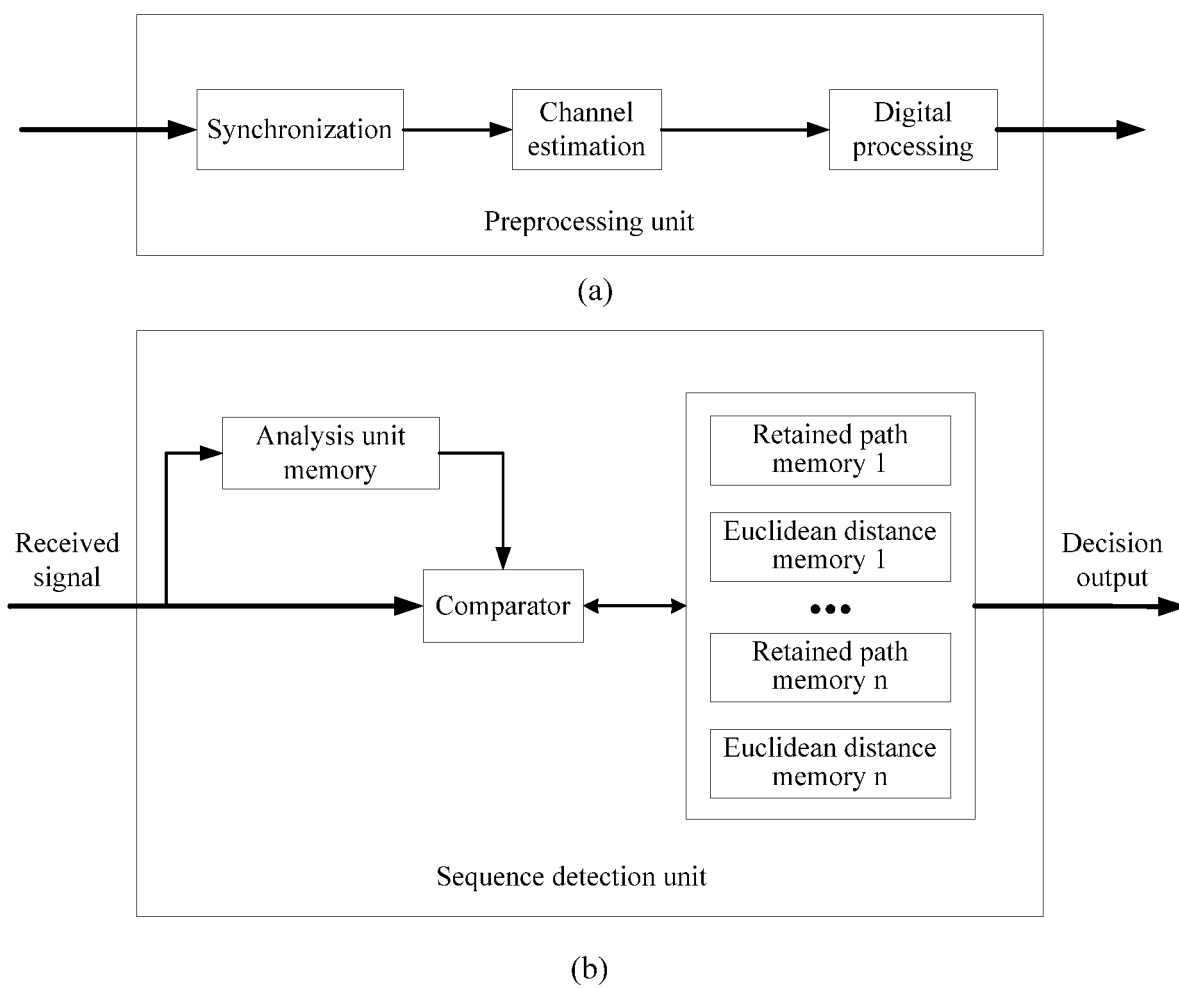 Synchronization
Channel
estimation
Digital
processing
Preprocessing unit
(a)
Analysis unit
memory
Received
signal
Comparator
Retained path
memory 1
Euclidean distance
memory 1
•••
Retained path
memory n
Euclidean distance
memory n
Decision
output
Sequence detection unit
(b)